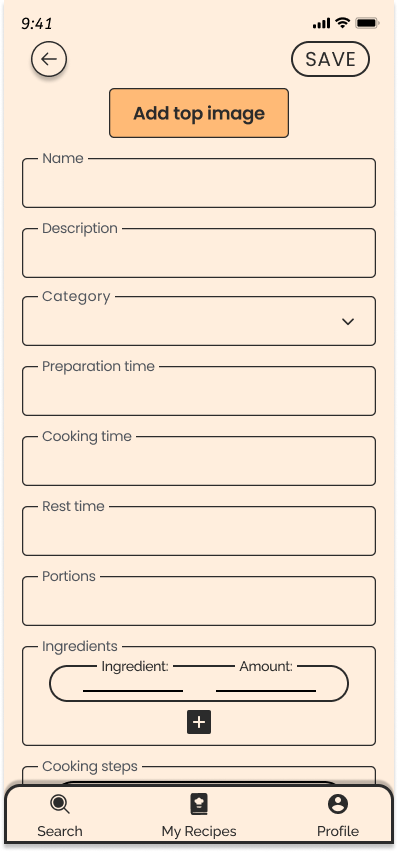 9:41
SAVE
Add top image
Name
Description
Category
Preparation time
Cooking time
Rest time
Portions
Ingredients
Ingredient: Amount:
Cooking steps
Search My Recipes Profile